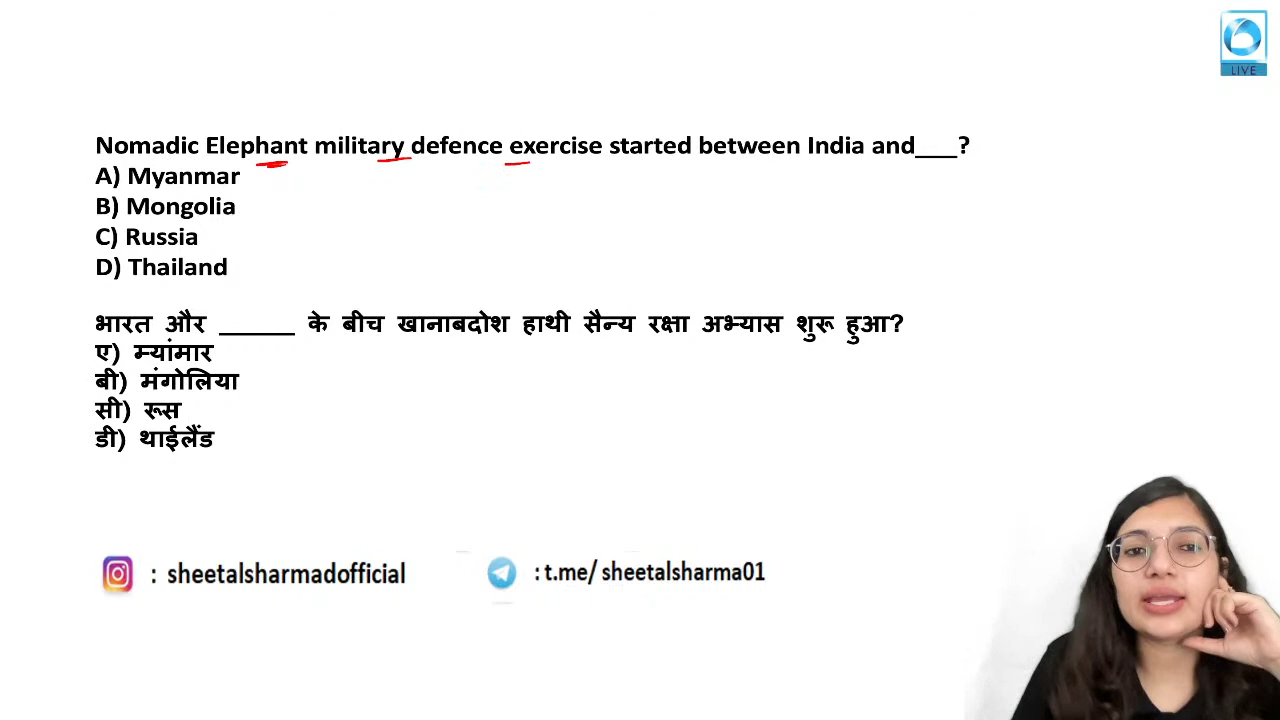 LIVE
Nomadic Elephant military defence exercise started between India and___?
A) Myanmar
B) Mongolia
C) Russia
D) Thailand
भारत और ______ के बीच खानाबदोश हाथी सैन्य रक्षा अभ्यास शुरू हुआ?
ए) म्यांमार
बी) मंगोलिया
सी) रूस
डी) थाईलैंड
: sheetalsharmadofficial : t.me/ sheetalsharma01